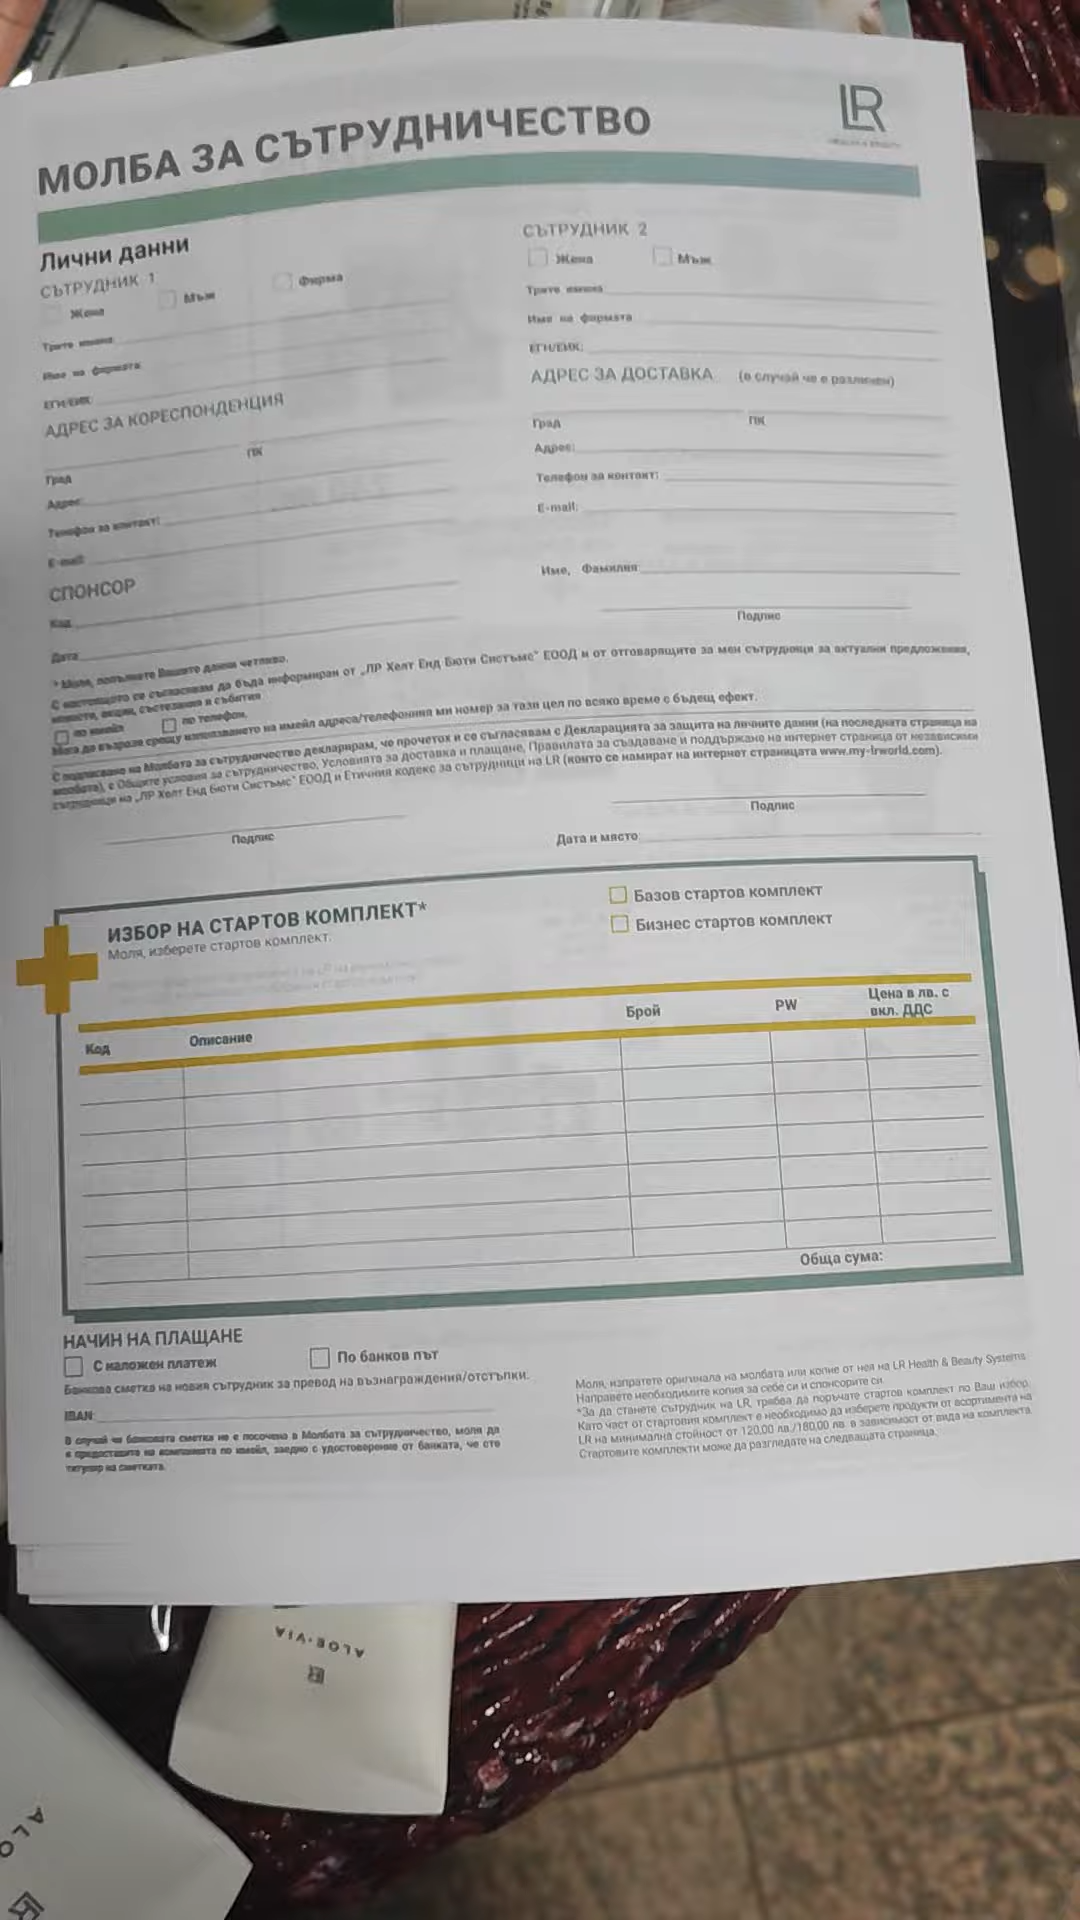 МОЛБА ЗА СЪТРУДНИЧЕСТВО
LR
HEALTH & BEAUTY
Лични данни
СЪТРУДНИК 1
Жена
Мъж
Фирма
Трите имена
Име на фирмата
ЕГН/ЕИК:
АДРЕС ЗА КОРЕСПОНДЕНЦИЯ
Град
ПК
Адрес:
Телефон за контакт:
E-mail:
СПОНСОР
Код
Дата
СЪТРУДНИК 2
Жена
Мъж
Трите имена
Име на фирмата
ЕГН/ЕИК:
АДРЕС ЗА ДОСТАВКА (в случай че е различен)
Град
ПК
Адрес:
Телефон за контакт:
E-mail:
Име, Фамилия
Подпис
* Моля, попълнете Вашите данни четливо.
С настоящото се съгласявам да бъда информиран от „ЛР Хелт Енд Бюти Системс“ ЕООД и от отговарящите за мен сътрудници за актуални предложения,
новости, акции, състезания и събития
по имейл
по телефон.
Мога да възразя срещу използването на имейл адреса/телефонния ми номер за тази цел по всяко време с бъдещ ефект.
С подписване на Молбата за сътрудничество декларирам, че прочетох и се съгласявам с Декларацията за защита на личните данни (на последната страница на
молбата), с Общите условия за сътрудничество, Условията за доставка и плащане, Правилата за създаване и поддържане на интернет страница от независими
сътрудници на „ЛР Хелт Енд Бюти Системс“ ЕООД и Етичния кодекс за сътрудници на LR (които се намират на интернет страницата www.my-lrworld.com).
Подпис
Подпис
Дата и място:
ИЗБОР НА СТАРТОВ КОМПЛЕКТ*
Моля, изберете стартов комплект.
Базов стартов комплект
Бизнес стартов комплект
Код
Описание
Брой
PW
Цена в лв. с
вкл. ДДС
Обща сума:
НАЧИН НА ПЛАЩАНЕ
С наложен платеж
По банков път
Банкова сметка на новия сътрудник за превод на възнаграждения/отстъпки:
IBAN:
В случай че банковата сметка не е посочена в Молбата за сътрудничество, моля да
я предоставите на компанията по имейл, заедно с удостоверение от банката, че сте
титуляр на сметката.
Моля, изпратете оригинала на молбата или копие от нея на LR Health & Beauty Systems.
Направете необходимите копия за себе си и спонсорите си.
*За да станете сътрудник на LR, трябва да поръчате стартов комплект по Ваш избор.
Като част от стартовия комплект е необходимо да изберете продукти от асортимента на
LR на минимална стойност от 120,00 лв./180,00 лв. в зависимост от вида на комплекта.
Стартовите комплекти може да разгледате на следващата страница.
ALOE·VIA
LR
ALO
LR